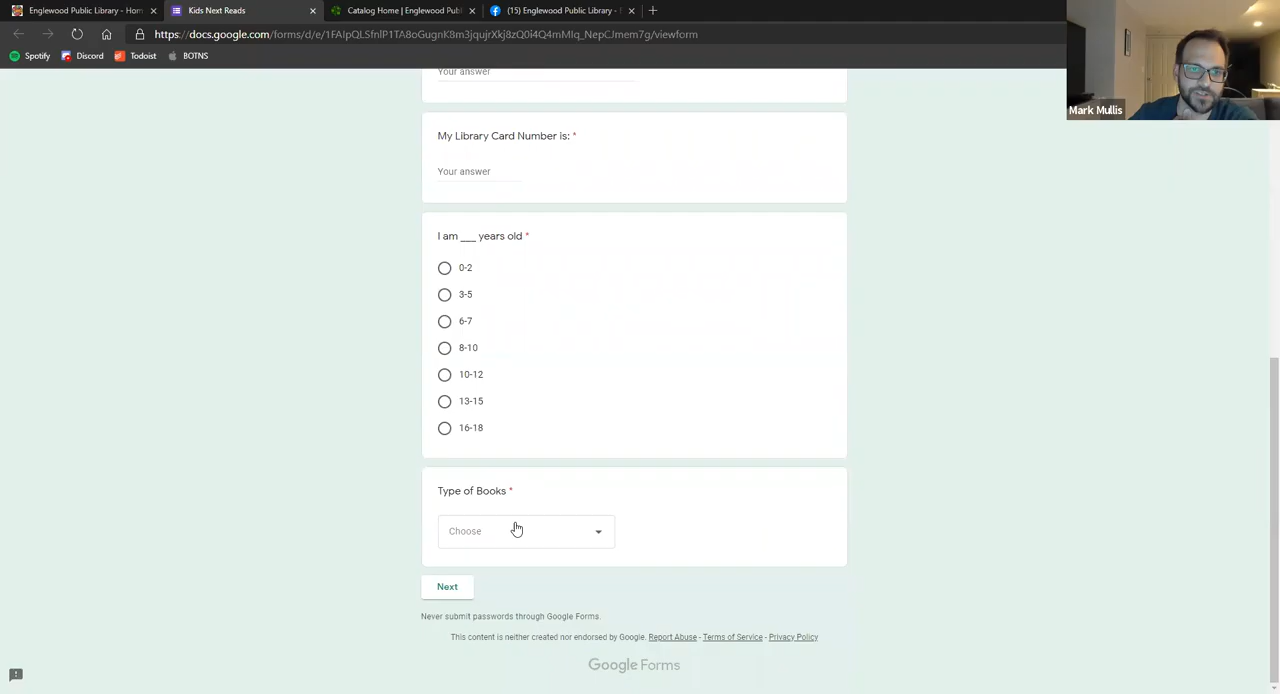 Englewood Public Library - Hom
Kids Next Reads
Catalog Home | Englewood Publ
(15) Englewood Public Library -
https://docs.google.com/forms/d/e/1FAIpQLSfnlP1TA8oGugnK8m3jqujrXkj8zQ0i4Q4mMIq_NepCJmem7g/viewform
Spotify
Discord
Todoist
BOTNS
Mark Mullis
Your answer
My Library Card Number is: *
Your answer
I am ___ years old *
0-2
3-5
6-7
8-10
10-12
13-15
16-18
Type of Books *
Choose
Next
Never submit passwords through Google Forms.
This content is neither created nor endorsed by Google. Report Abuse - Terms of Service - Privacy Policy
Google Forms